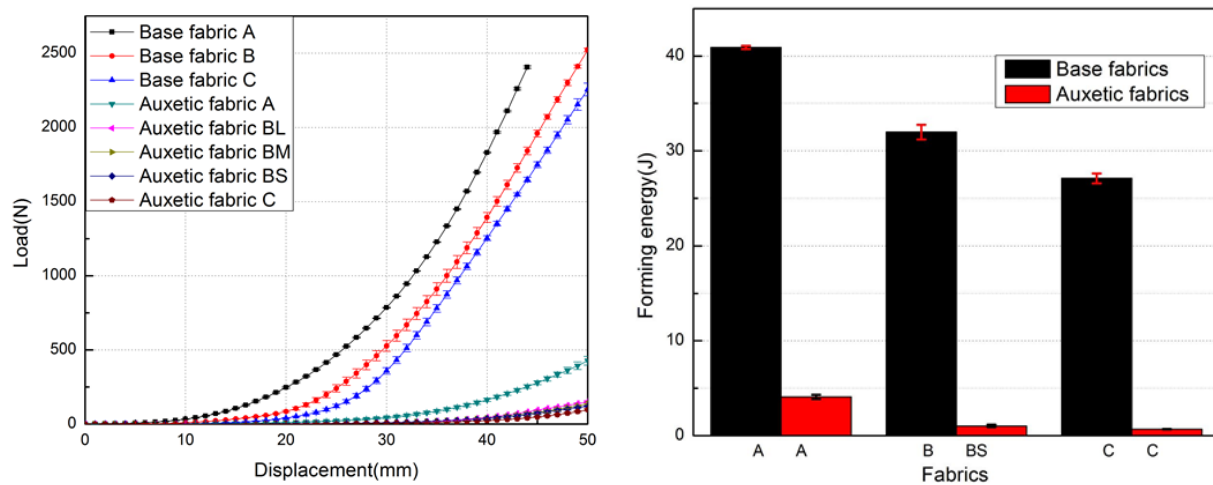 Base fabric A
Base fabric B
Base fabric C
Auxetic fabric A
Auxetic fabric BL
Auxetic fabric BM
Auxetic fabric BS
Auxetic fabric C
2500
2000
1500
1000
500
0
0 10 20 30 40 50
Load(N)
Displacement(mm)
Base fabrics
Auxetic fabrics
40
30
20
10
0
A A B BS C C
Forming energy(J)
Fabrics